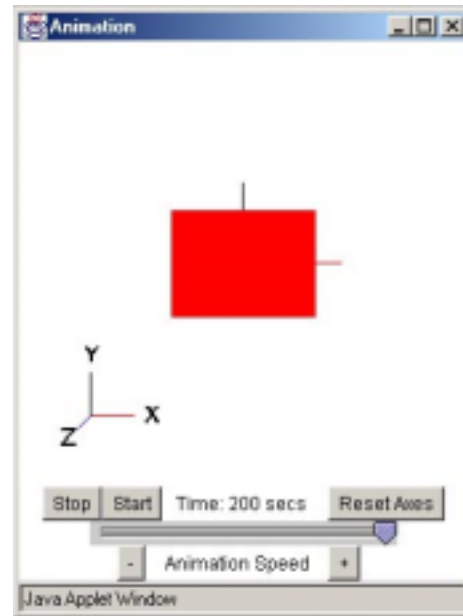 Animation
Y
X
Z
Stop Start Time: 200 secs Reset Axes
- Animation Speed +
Java Applet Window